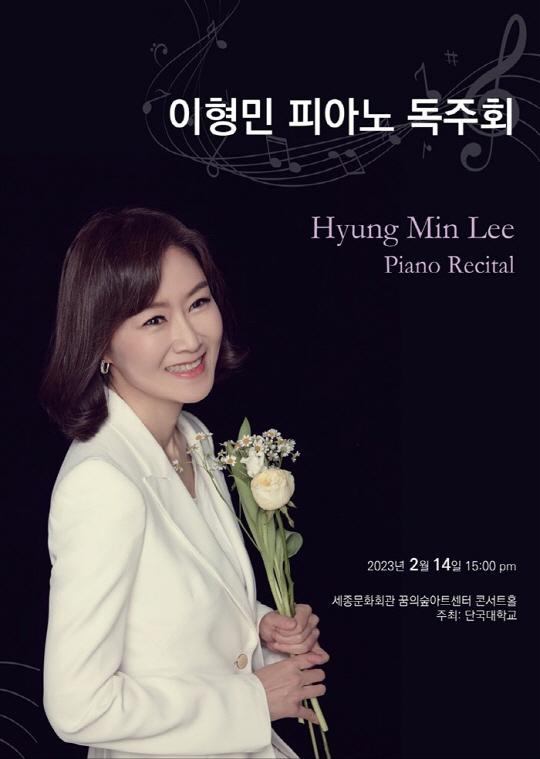 이형민 피아노 독주회
Hyung Min Lee
Piano Recital
2023년 2월 14일 15:00 pm
세종문화회관 꿈의숲아트센터 콘서트홀
주최: 단국대학교